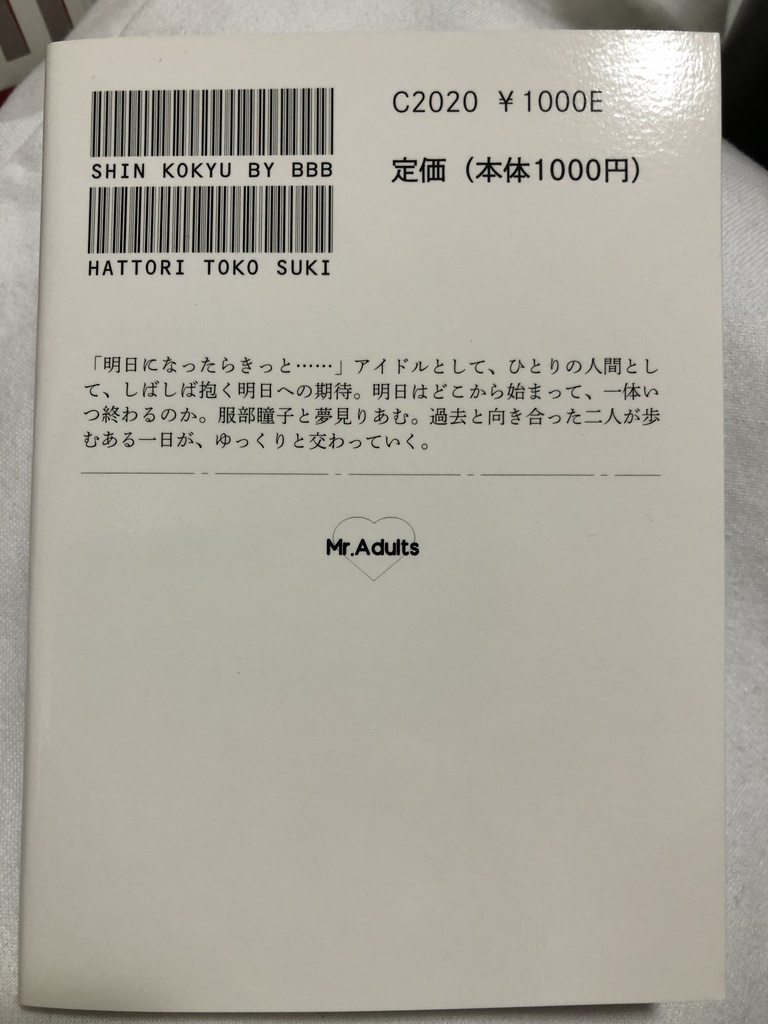 SHIN KOKYU BY BBB
HATTORI TOKO SUKI
C2020 ￥1000E
定価（本体1000円）
「明日になったらきっと……」アイドルとして、ひとりの人間とし
て、しばしば抱く明日への期待。明日はどこから始まって、一体い
つ終わるのか。服部瞳子と夢見りあむ。過去と向き合った二人が歩
むある一日が、ゆっくりと交わっていく。
Mr.Adults